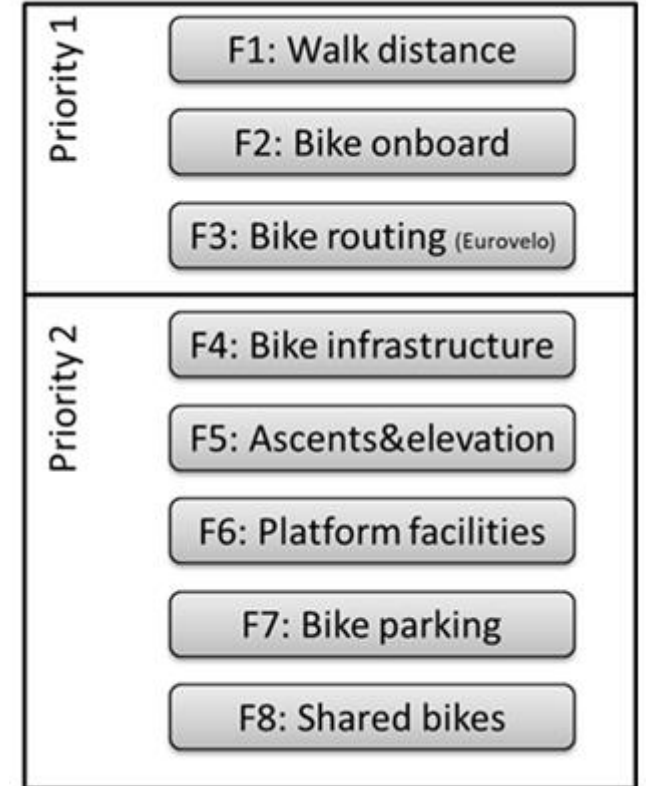 Priority 1
F1: Walk distance
F2: Bike onboard
F3: Bike routing (Eurovelo)
Priority 2
F4: Bike infrastructure
F5: Ascents&elevation
F6: Platform facilities
F7: Bike parking
F8: Shared bikes